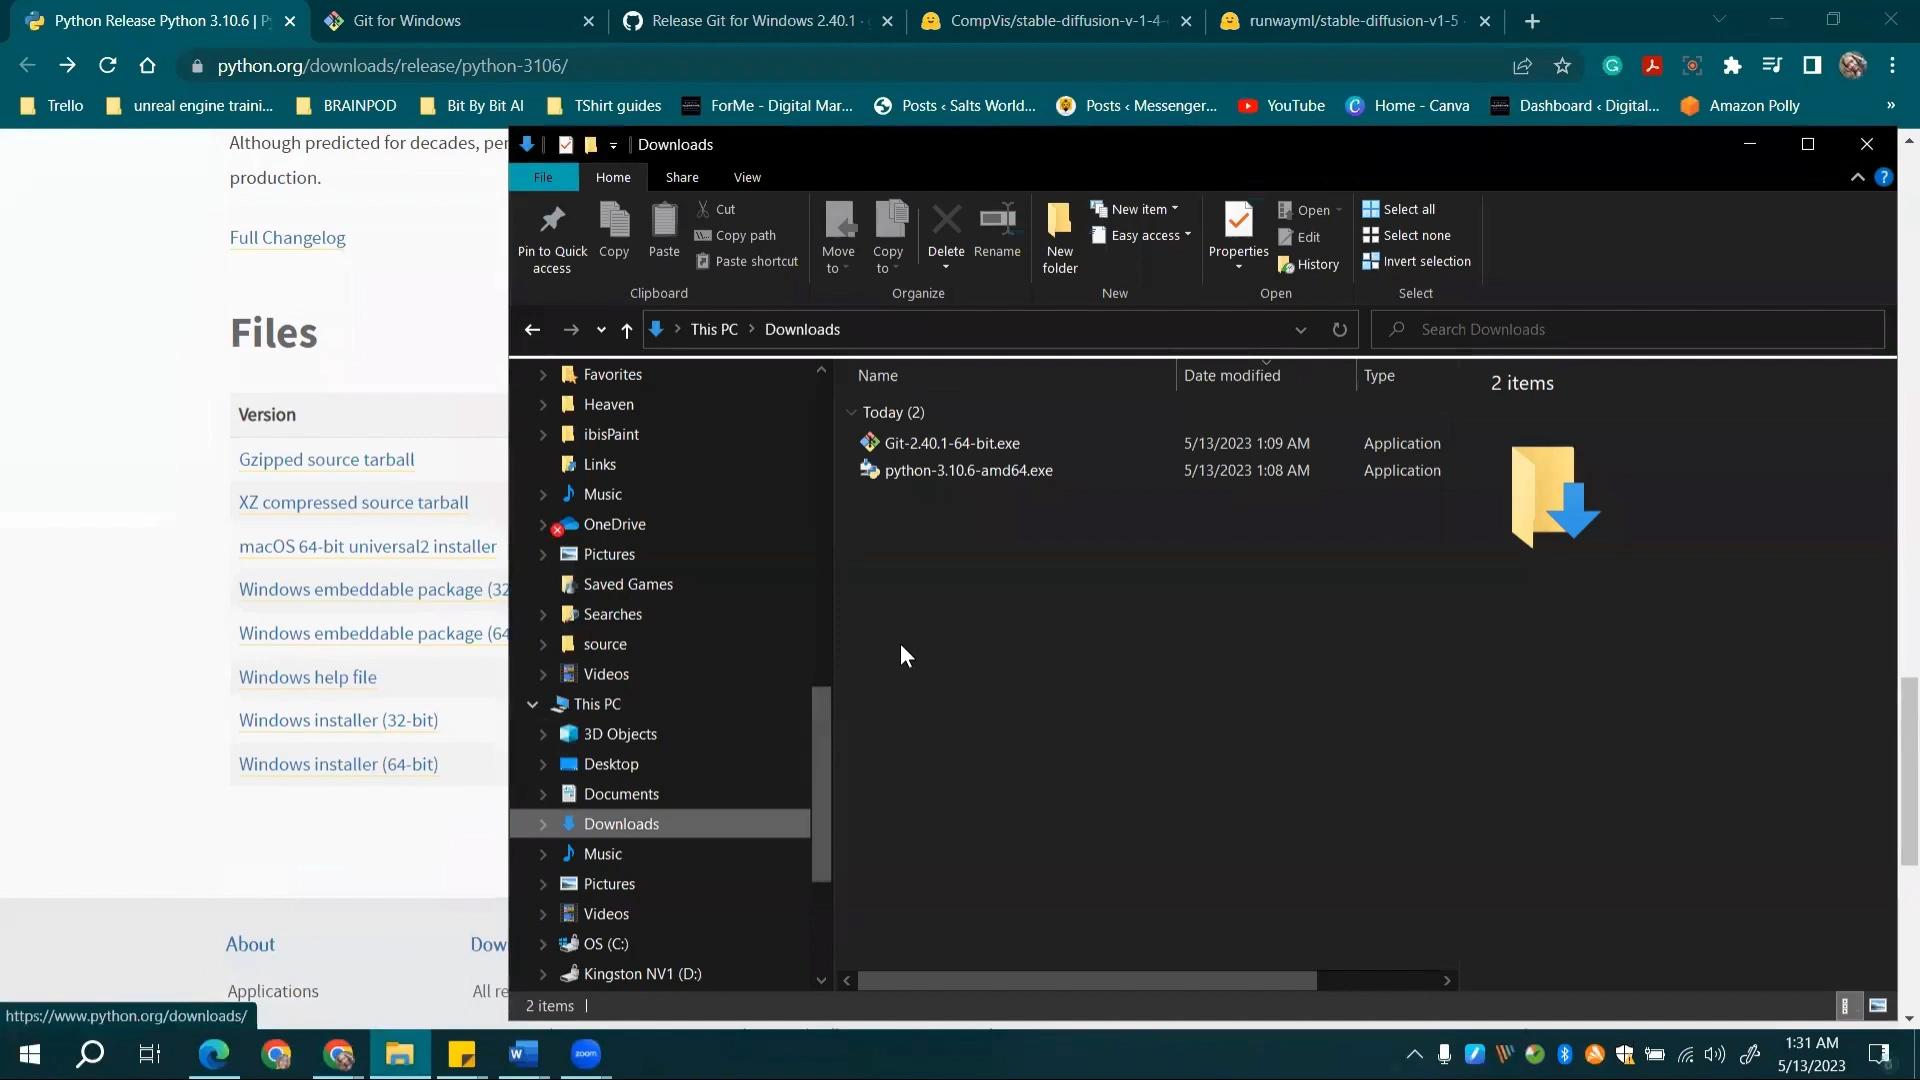 Python Release Python 3.10.6 | P
Git for Windows
Release Git for Windows 2.40.1 ·
CompVis/stable-diffusion-v-1-4-
runwayml/stable-diffusion-v1-5 ·
python.org/downloads/release/python-3106/
Trello
unreal engine traini...
BRAINPOD
Bit By Bit AI
TShirt guides
ForMe - Digital Mar...
Posts ‹ Salts World...
Posts ‹ Messenger...
YouTube
Home - Canva
Dashboard ‹ Digital...
Amazon Polly
»
Although predicted for decades, per
production.
Full Changelog
Files
Version
Gzipped source tarball
XZ compressed source tarball
macOS 64-bit universal2 installer
Windows embeddable package (32
Windows embeddable package (64
Windows help file
Windows installer (32-bit)
Windows installer (64-bit)
About
Dow
Applications
All re
https://www.python.org/downloads/
Downloads
File
Home
Share
View
Pin to Quick
access
Copy
Paste
Cut
Copy path
Paste shortcut
Clipboard
Move
to
Copy
to
Delete
Rename
Organize
New
folder
New item
Easy access
New
Properties
Open
Edit
History
Open
Select all
Select none
Invert selection
Select
This PC
Downloads
Search Downloads
Favorites
Heaven
ibisPaint
Links
Music
OneDrive
Pictures
Saved Games
Searches
source
Videos
This PC
3D Objects
Desktop
Documents
Downloads
Music
Pictures
Videos
OS (C:)
Kingston NV1 (D:)
Name
Date modified
Type
Today (2)
Git-2.40.1-64-bit.exe
5/13/2023 1:09 AM
Application
python-3.10.6-amd64.exe
5/13/2023 1:08 AM
Application
2 items
2 items
zoom
1:31 AM
5/13/2023